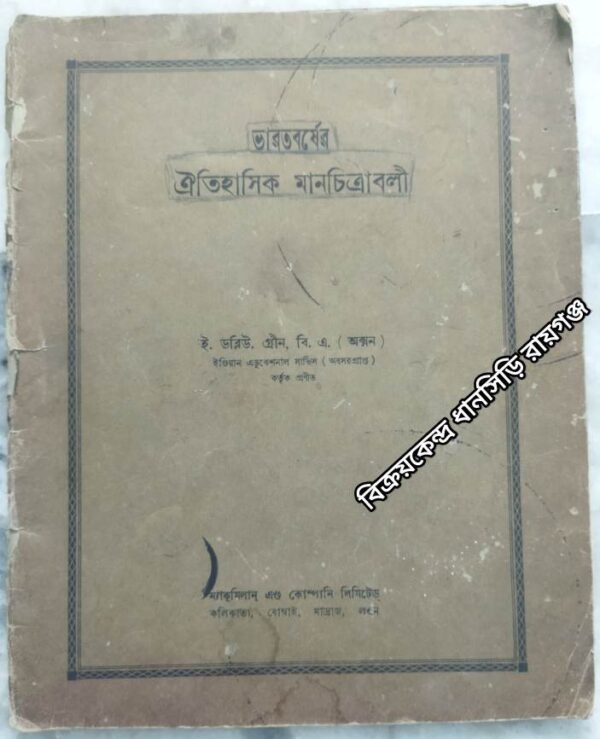 ভারতবর্ষের
ঐতিহাসিক মানচিত্রাবলী
ই. ডব্লিউ. গ্রীন, বি. এ. ( অক্সন )
ইণ্ডিয়ান এডুকেশনাল সার্ভিস ( অবসরপ্রাপ্ত )
কর্তৃক প্রণীত
ম্যাক্‌মিলান্ এণ্ড কোম্পানি লিমিটেড
কলিকাতা, বোম্বাই, মাদ্রাজ, লণ্ডন
বিক্রয়কেন্দ্র ধানসিড়ি রায়গঞ্জ